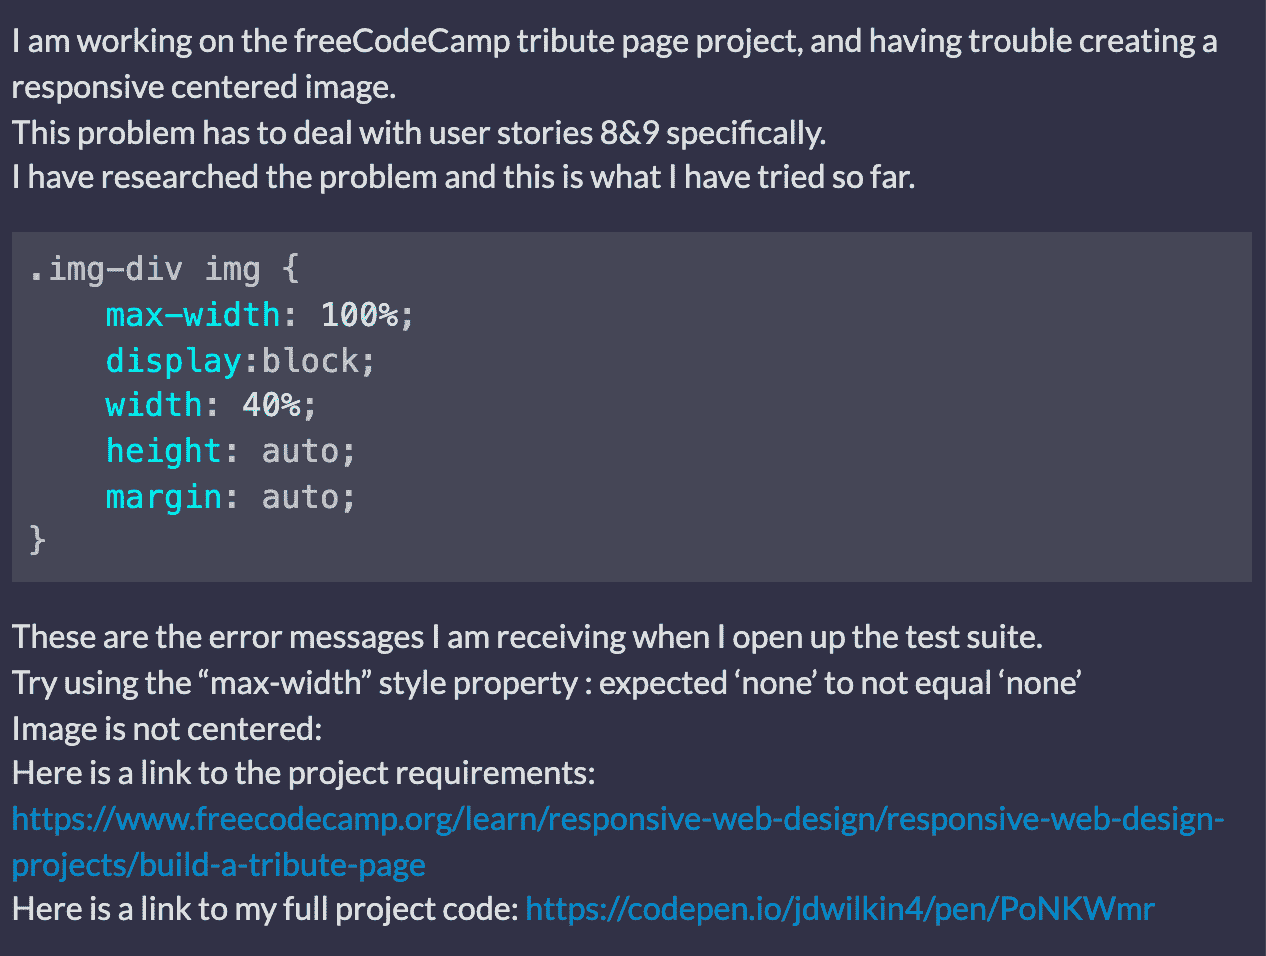 I am working on the freeCodeCamp tribute page project, and having trouble creating a
responsive centered image.
This problem has to deal with user stories 8&9 specifically.
I have researched the problem and this is what I have tried so far.
.img-div img {
    max-width: 100%;
    display:block;
    width: 40%;
    height: auto;
    margin: auto;
}
These are the error messages I am receiving when I open up the test suite.
Try using the “max-width” style property : expected ‘none’ to not equal ‘none’
Image is not centered:
Here is a link to the project requirements:
https://www.freecodecamp.org/learn/responsive-web-design/responsive-web-design-
projects/build-a-tribute-page
Here is a link to my full project code: https://codepen.io/jdwilkin4/pen/PoNKWmr